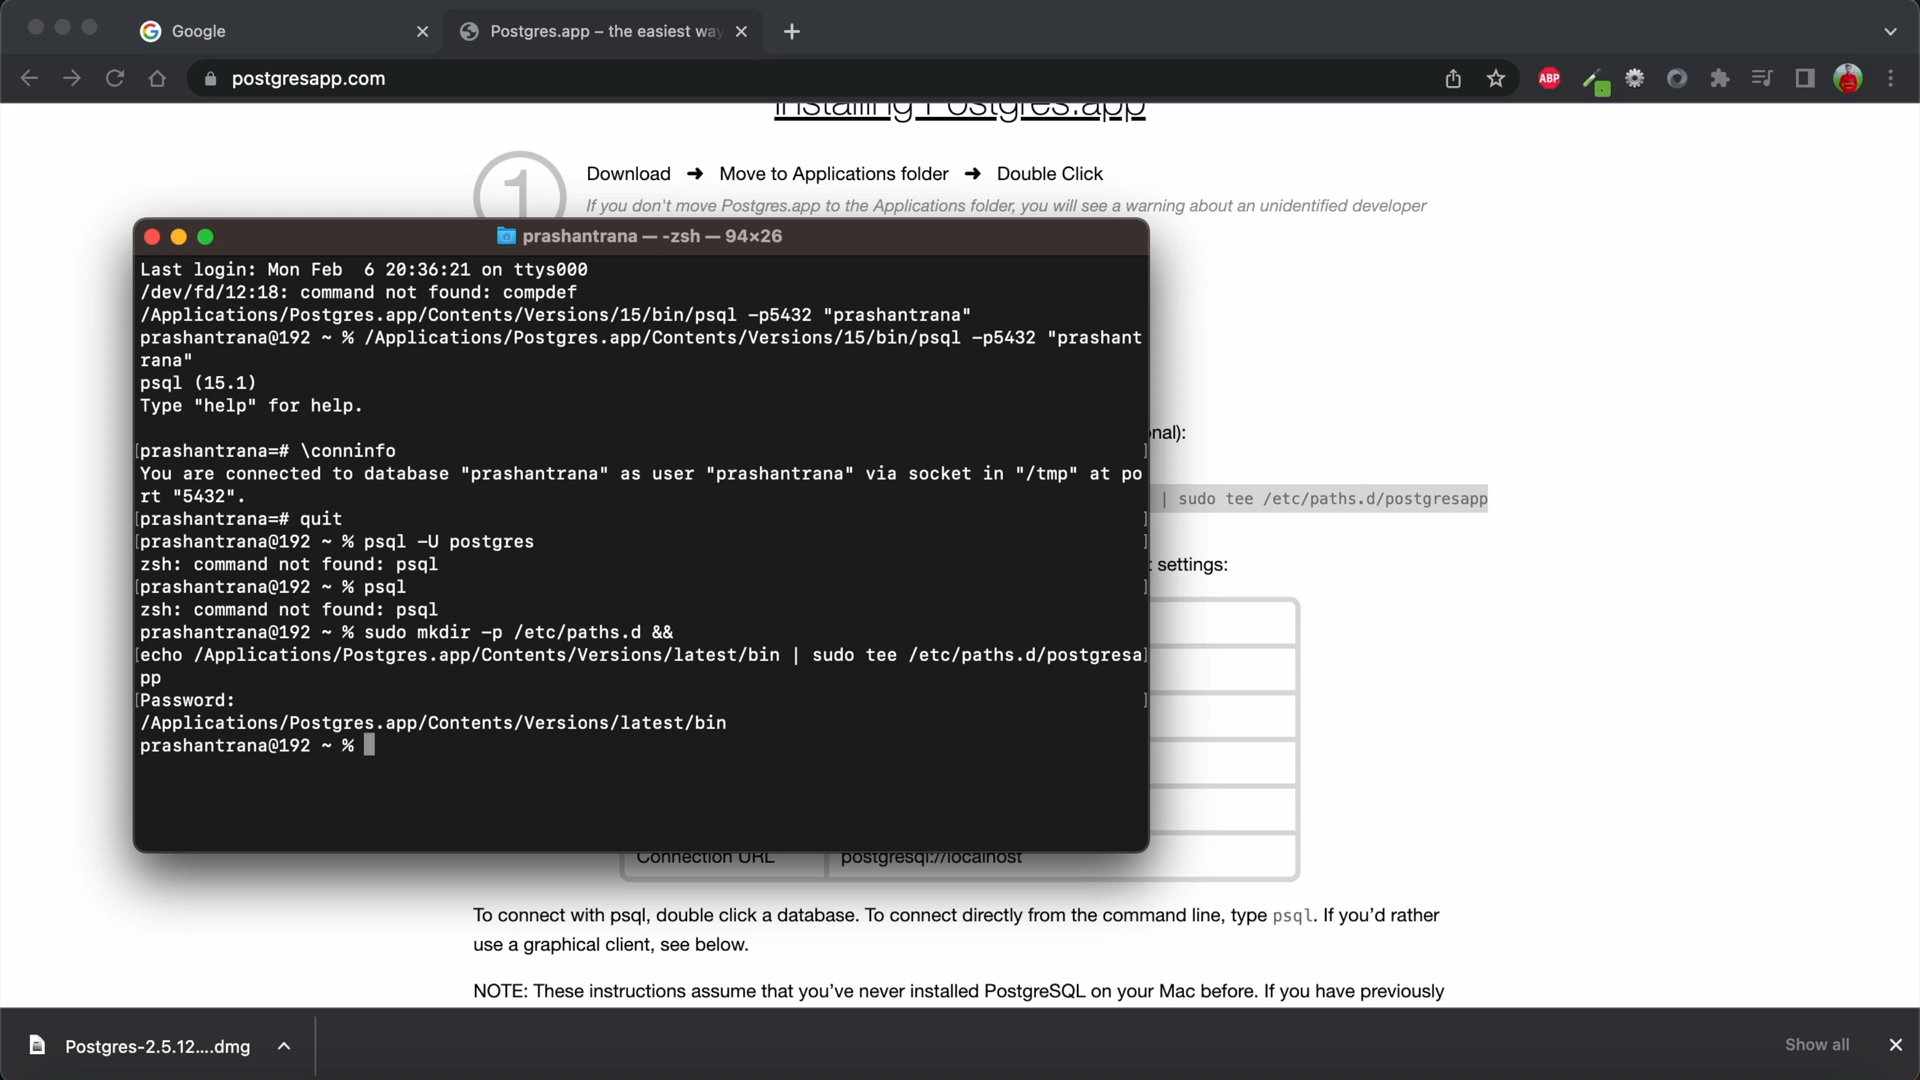 Google
Postgres.app – the easiest way
postgresapp.com
ABP
Installing Postgres.app
1
Download ➜ Move to Applications folder ➜ Double Click
If you don't move Postgres.app to the Applications folder, you will see a warning about an unidentified developer
prashantrana — -zsh — 94×26
Last login: Mon Feb  6 20:36:21 on ttys000
/dev/fd/12:18: command not found: compdef
/Applications/Postgres.app/Contents/Versions/15/bin/psql -p5432 "prashantrana"
prashantrana@192 ~ % /Applications/Postgres.app/Contents/Versions/15/bin/psql -p5432 "prashant
rana"
psql (15.1)
Type "help" for help.
[prashantrana=# \conninfo ]
You are connected to database "prashantrana" as user "prashantrana" via socket in "/tmp" at po
rt "5432".
[prashantrana=# quit ]
[prashantrana@192 ~ % psql -U postgres ]
zsh: command not found: psql
[prashantrana@192 ~ % psql ]
zsh: command not found: psql
prashantrana@192 ~ % sudo mkdir -p /etc/paths.d &&
[echo /Applications/Postgres.app/Contents/Versions/latest/bin | sudo tee /etc/paths.d/postgresa]
pp
[Password: ]
/Applications/Postgres.app/Contents/Versions/latest/bin
prashantrana@192 ~ %
nal):
| sudo tee /etc/paths.d/postgresapp
settings:
Connection URL postgresql://localhost
To connect with psql, double click a database. To connect directly from the command line, type psql. If you’d rather
use a graphical client, see below.
NOTE: These instructions assume that you’ve never installed PostgreSQL on your Mac before. If you have previously
Postgres-2.5.12....dmg
Show all